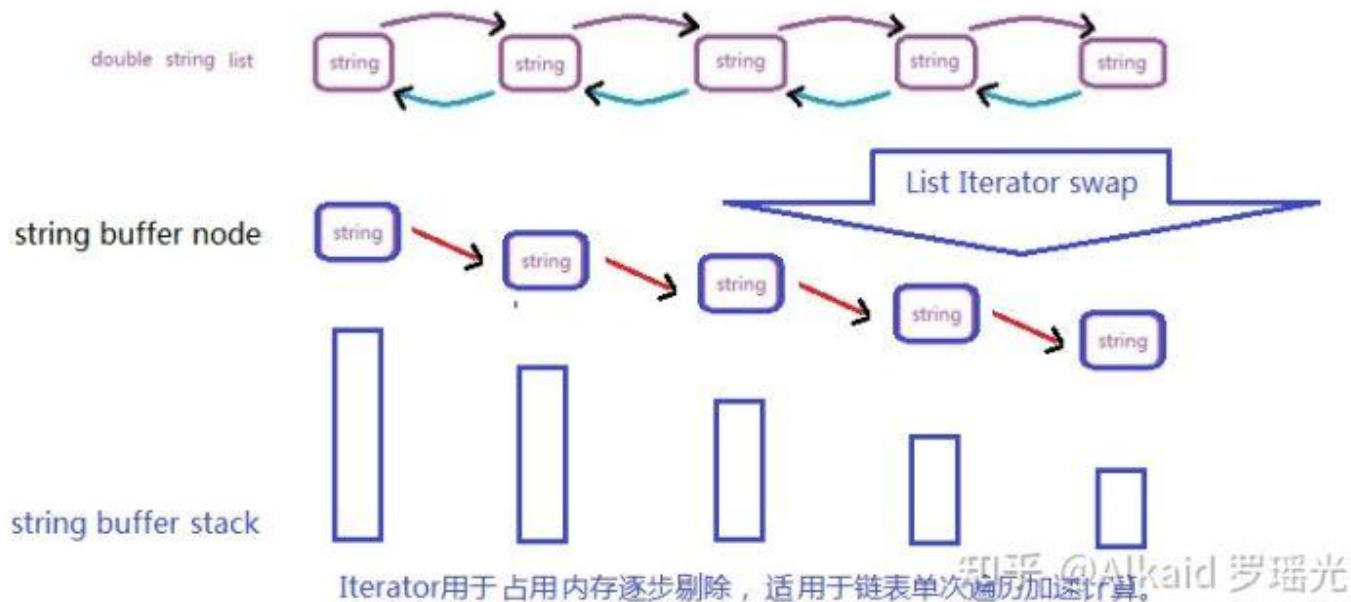 double string list
string string string string string
List Iterator swap
string buffer node
string
string
string
string
string
string buffer stack
Iterator用于占用内存逐步剔除，适用于链表单次遍历加速计算。
知乎 @Alkaid 罗瑶光